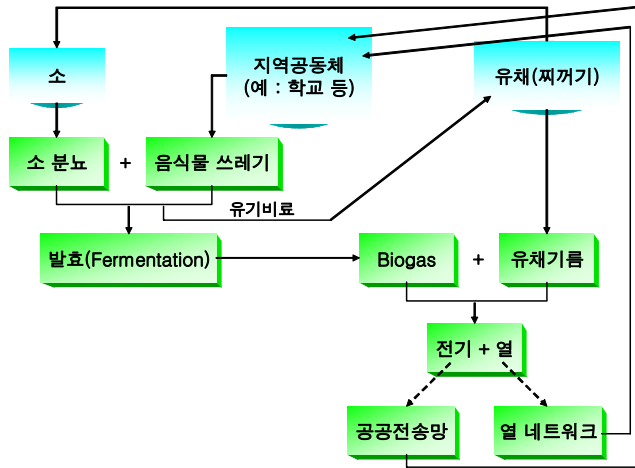 소
지역공동체
(예 : 학교 등)
유채(찌꺼기)
소 분뇨 + 음식물 쓰레기
유기비료
발효(Fermentation)
Biogas + 유채기름
전기 + 열
공공전송망
열 네트워크